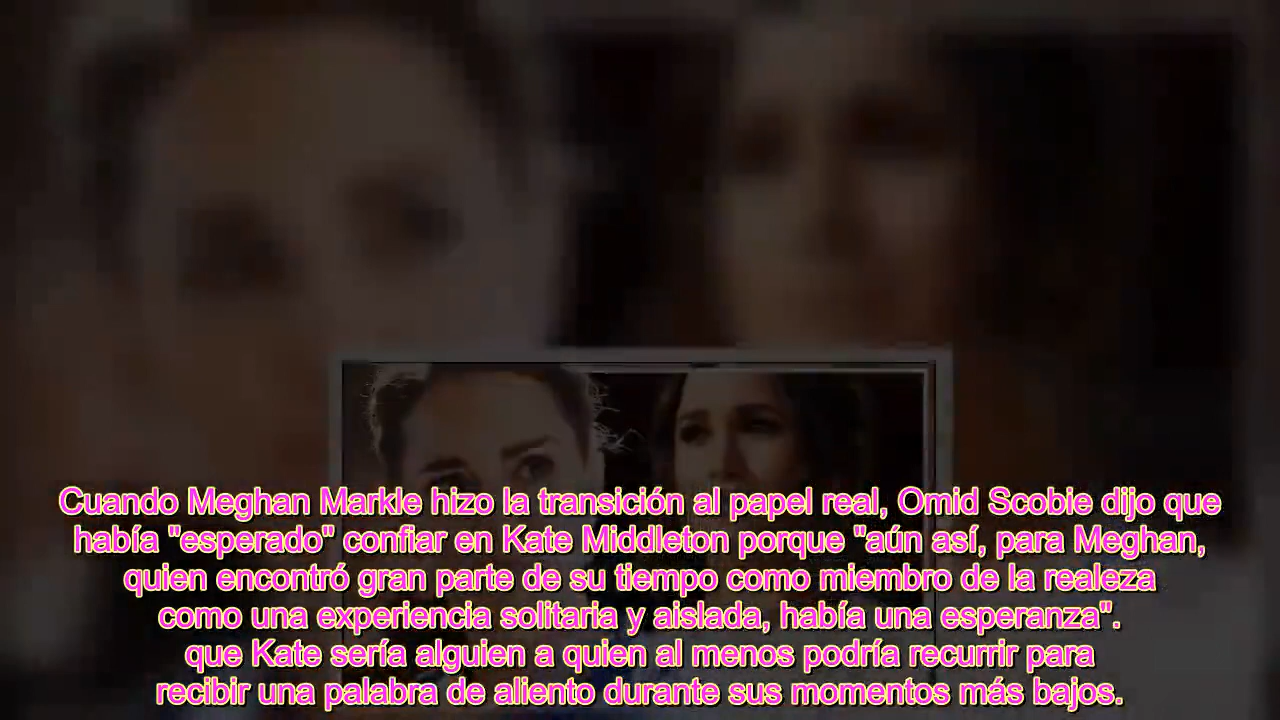 Cuando Meghan Markle hizo la transición al papel real, Omid Scobie dijo que
había "esperado" confiar en Kate Middleton porque "aún así, para Meghan,
quien encontró gran parte de su tiempo como miembro de la realeza
como una experiencia solitaria y aislada, había una esperanza".
que Kate sería alguien a quien al menos podría recurrir para
recibir una palabra de aliento durante sus momentos más bajos.